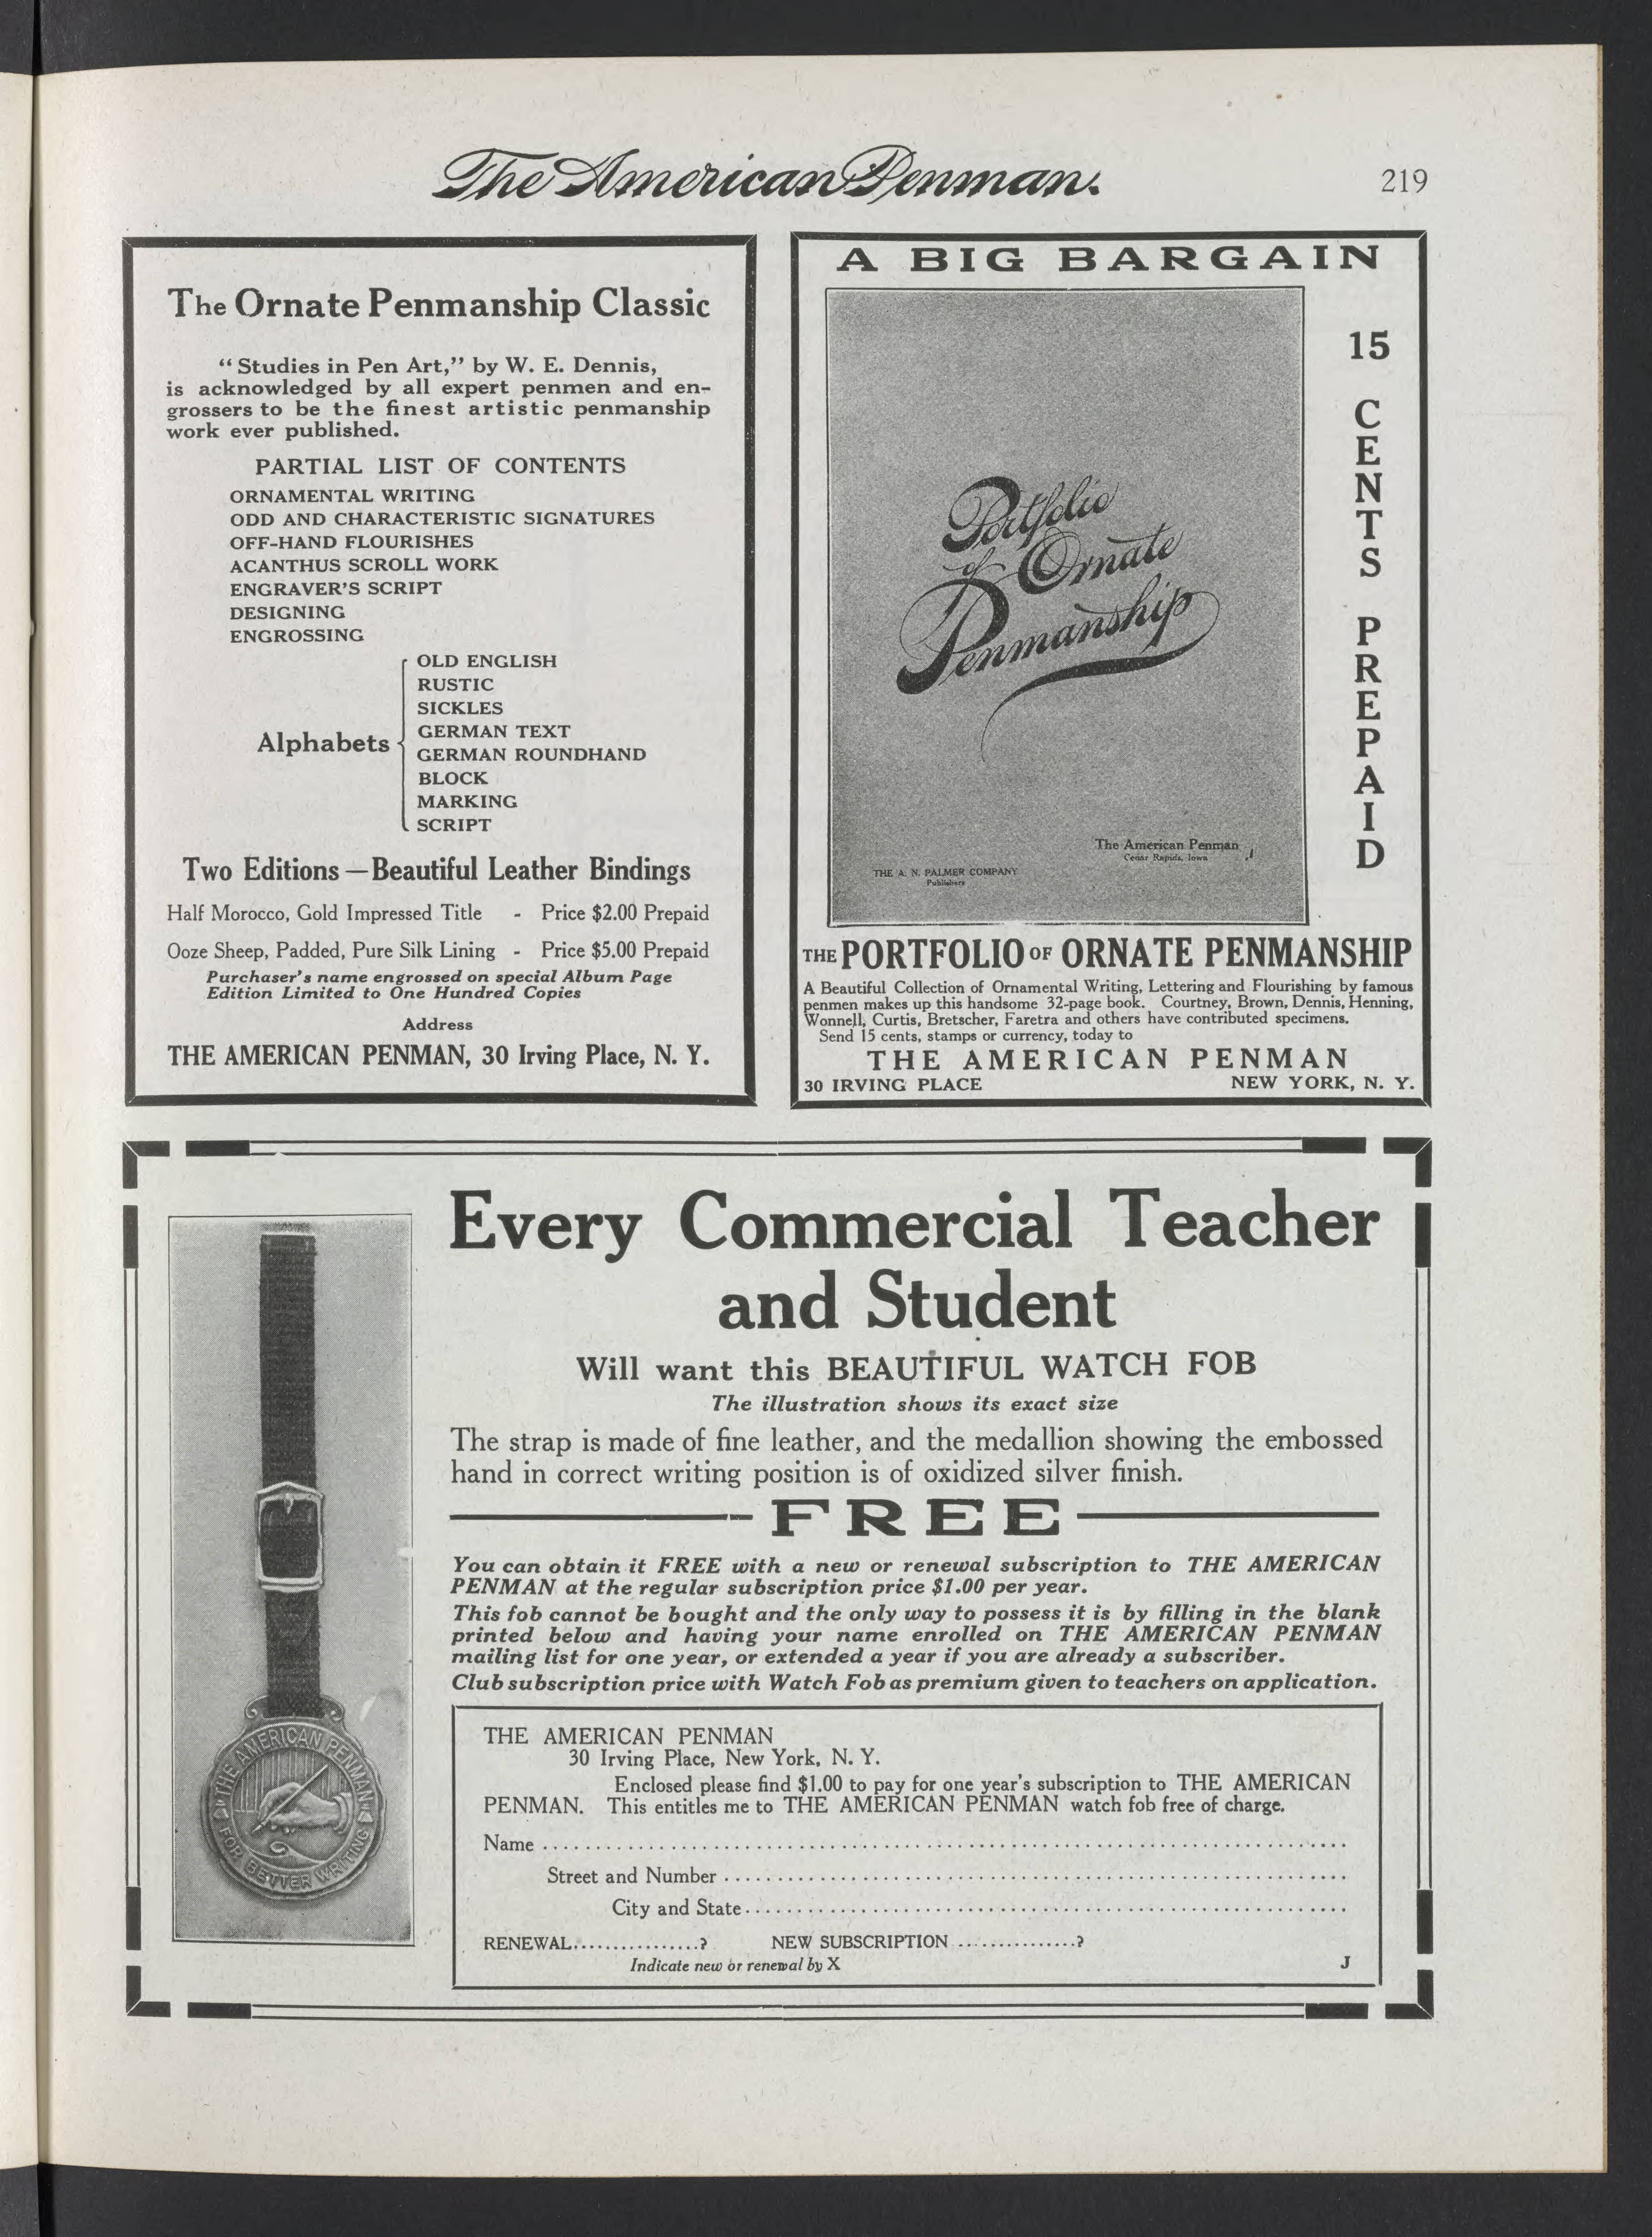 The American Penman.
219
The Ornate Penmanship Classic
“Studies in Pen Art,” by W. E. Dennis,
is acknowledged by all expert penmen and en-
grossers to be the finest artistic penmanship
work ever published.
PARTIAL LIST OF CONTENTS
ORNAMENTAL WRITING
ODD AND CHARACTERISTIC SIGNATURES
OFF-HAND FLOURISHES
ACANTHUS SCROLL WORK
ENGRAVER’S SCRIPT
DESIGNING
ENGROSSING
Alphabets
OLD ENGLISH
RUSTIC
SICKLES
GERMAN TEXT
GERMAN ROUNDHAND
BLOCK
MARKING
SCRIPT
Two Editions—Beautiful Leather Bindings
Half Morocco, Gold Impressed Title - Price $2.00 Prepaid
Ooze Sheep, Padded, Pure Silk Lining - Price $5.00 Prepaid
Purchaser’s name engrossed on special Album Page
Edition Limited to One Hundred Copies
Address
THE AMERICAN PENMAN, 30 Irving Place, N. Y.
A BIG BARGAIN
Portfolio
of Ornate
Penmanship
The American Penman
Cedar Rapids, Iowa
THE A. N. PALMER COMPANY
Publishers
15 CENTS PREPAID
THE PORTFOLIO OF ORNATE PENMANSHIP
A Beautiful Collection of Ornamental Writing, Lettering and Flourishing by famous
penmen makes up this handsome 32-page book. Courtney, Brown, Dennis, Henning,
Wonnell, Curtis, Bretscher, Faretra and others have contributed specimens.
Send 15 cents, stamps or currency, today to
THE AMERICAN PENMAN
30 IRVING PLACE NEW YORK, N. Y.
Every Commercial Teacher
and Student
Will want this BEAUTIFUL WATCH FOB
The illustration shows its exact size
The strap is made of fine leather, and the medallion showing the embossed
hand in correct writing position is of oxidized silver finish.
FREE
You can obtain it FREE with a new or renewal subscription to THE AMERICAN
PENMAN at the regular subscription price $1.00 per year.
This fob cannot be bought and the only way to possess it is by filling in the blank
printed below and having your name enrolled on THE AMERICAN PENMAN
mailing list for one year, or extended a year if you are already a subscriber.
Club subscription price with Watch Fob as premium given to teachers on application.
THE AMERICAN PENMAN
FOR BETTER WRITING
THE AMERICAN PENMAN
30 Irving Place, New York, N. Y.
Enclosed please find $1.00 to pay for one year’s subscription to THE AMERICAN
PENMAN. This entitles me to THE AMERICAN PENMAN watch fob free of charge.
Name
Street and Number
City and State
RENEWAL................? NEW SUBSCRIPTION ................?
Indicate new or renewal by X
J